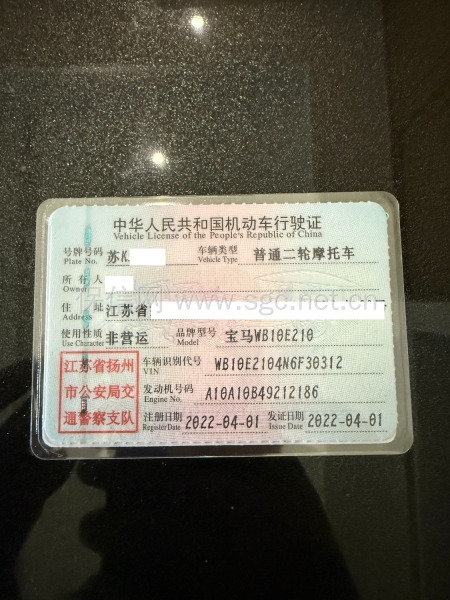 中华人民共和国机动车行驶证
Vehicle License of the People's Republic of China
号牌号码 苏K. 车辆类型 普通二轮摩托车
Plate No. Vehicle Type
所有人
Owner
住址 江苏省
Address
使用性质 非营运 品牌型号 宝马WB10E210
Use Character Model
江苏省扬州 车辆识别代号 WB10E2104N6F30312
VIN
市公安局交 发动机号码 A10A10B49212186
Engine No.
通警察支队 注册日期 2022-04-01 发证日期 2022-04-01
Register Date Issue Date
www.sgc.net.cn